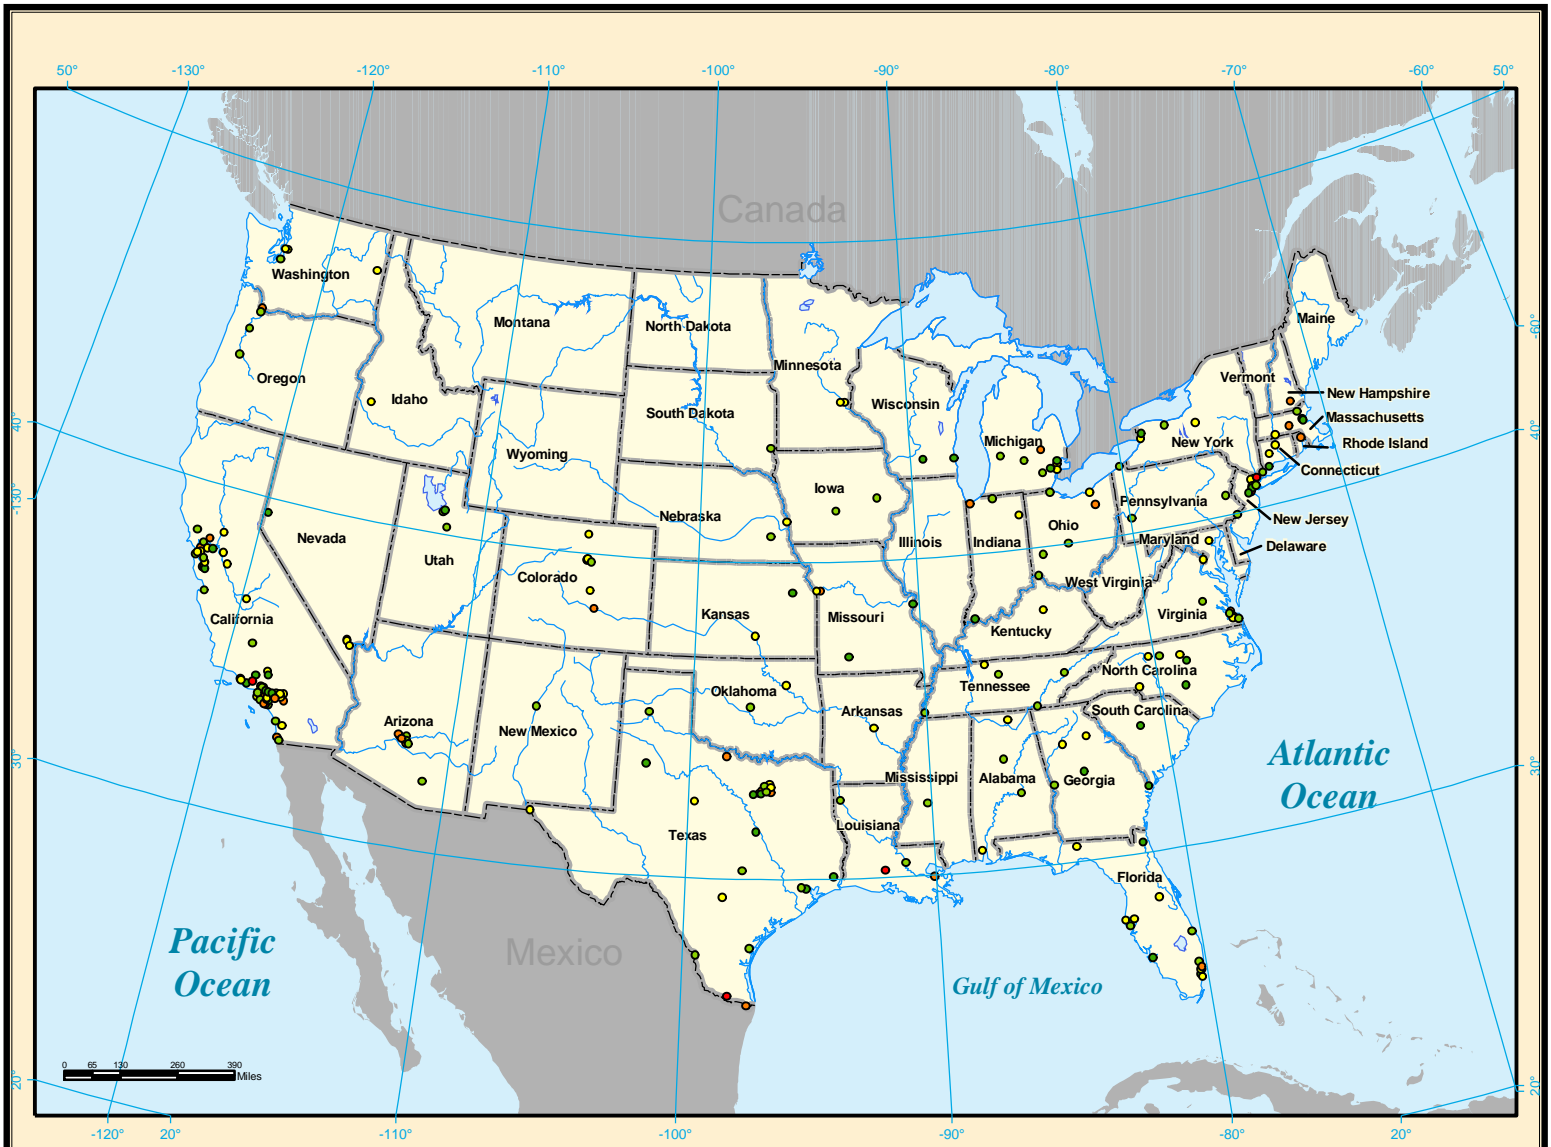 50°
-130°
-120°
-110°
-100°
-90°
-80°
-70°
-60°
50°
Canada
Washington
Montana
North Dakota
Minnesota
Maine
Oregon
Idaho
South Dakota
Wisconsin
Michigan
Vermont
New Hampshire
Massachusetts
New York
Rhode Island
Connecticut
Wyoming
Iowa
Nebraska
Pennsylvania
New Jersey
Nevada
Utah
Colorado
Illinois
Indiana
Ohio
Maryland
Delaware
West Virginia
California
Kansas
Missouri
Kentucky
Virginia
Arizona
New Mexico
Oklahoma
Arkansas
Tennessee
North Carolina
South Carolina
Mississippi
Alabama
Georgia
Texas
Louisiana
Florida
Atlantic
Ocean
Pacific
Ocean
Mexico
Gulf of Mexico
40°
-130°
30°
20°
-60°
40°
30°
20°
0 65 130 260 390
Miles
-120°
20°
-110°
-100°
-90°
-80°
20°